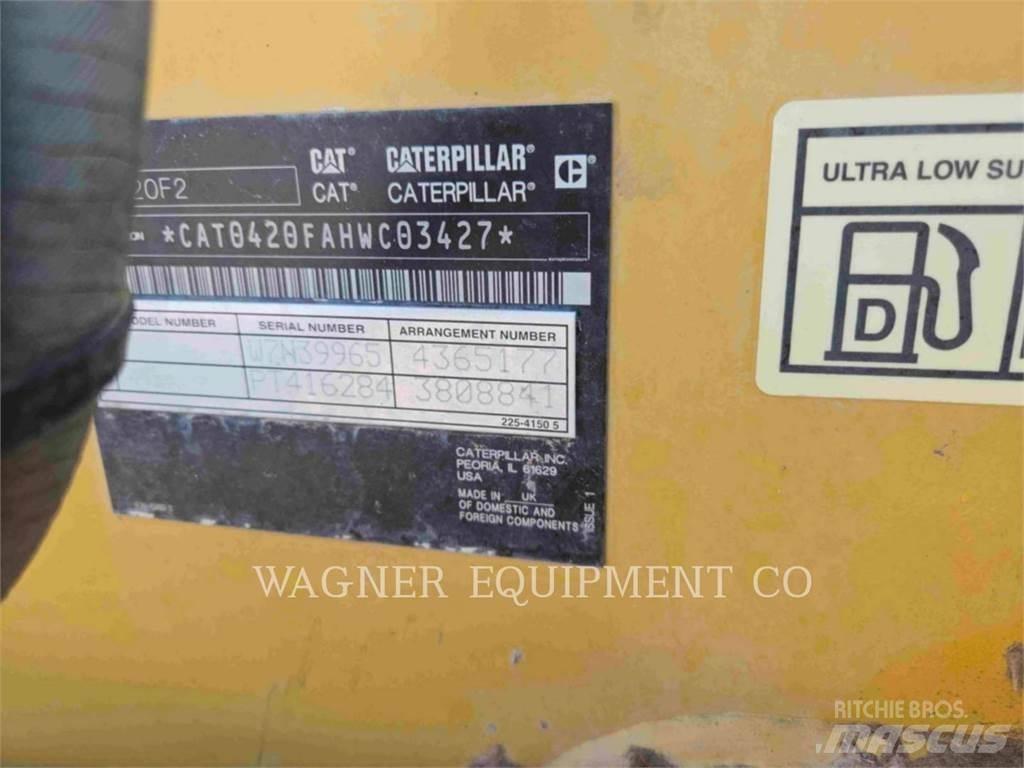 20F2
CAT® CATERPILLAR®
CAT® CATERPILLAR®
*CAT0420FAHWC03427*
SERIAL NUMBER ARRANGEMENT NUMBER
ODEL NUMBER
W7N39965 4365177
PT416284 3808841
225-4150 5
CATERPILLAR INC.
PEORIA, IL 61629
USA
MADE IN UK
OF DOMESTIC AND
FOREIGN COMPONENTS
ISSUE 1
ULTRA LOW SU
D
WAGNER EQUIPMENT CO
RITCHIE BROS.
MASCUS